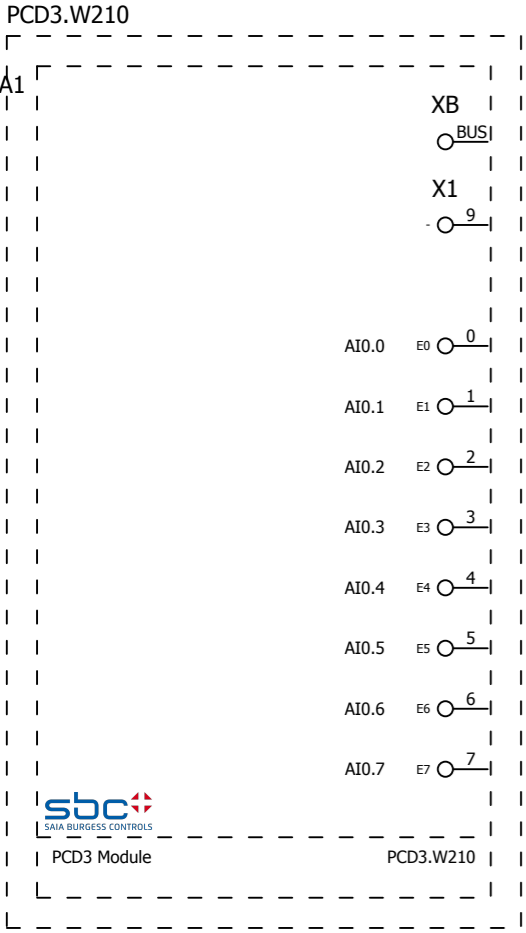 PCD3.W210
A1
XB
BUS
X1
- 9
AI0.0 E0 0
AI0.1 E1 1
AI0.2 E2 2
AI0.3 E3 3
AI0.4 E4 4
AI0.5 E5 5
AI0.6 E6 6
AI0.7 E7 7
sbc
SAIA BURGESS CONTROLS
PCD3 Module PCD3.W210